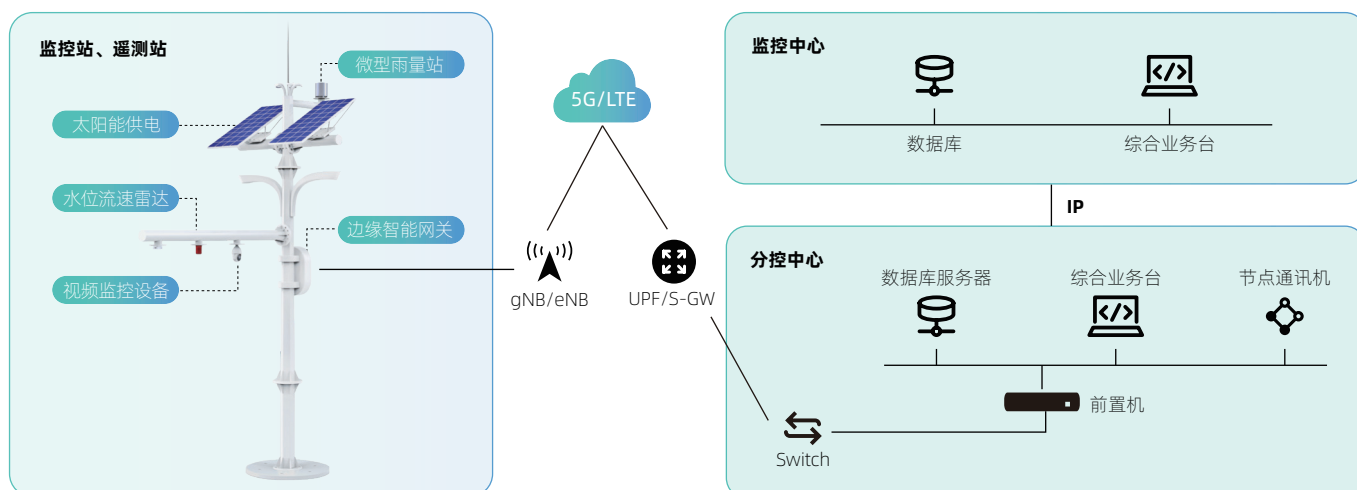 监控站、遥测站
微型雨量站
太阳能供电
水位流速雷达
边缘智能网关
视频监控设备
5G/LTE
gNB/eNB
UPF/S-GW
监控中心
数据库
综合业务台
IP
分控中心
数据库服务器
综合业务台
节点通讯机
前置机
Switch